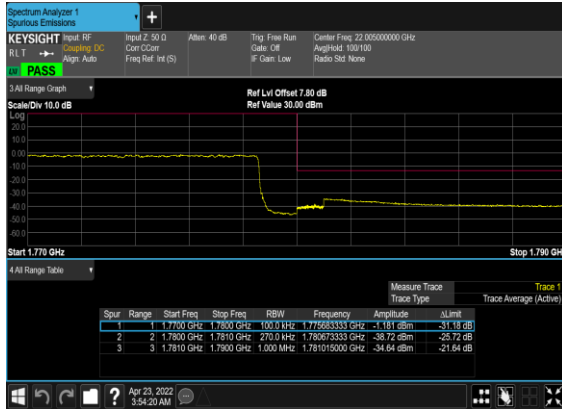 Spectrum Analyzer 1
Spurious Emissions
KEYSIGHT Input: RF Input Z: 50 Ω Atten: 40 dB Trig: Free Run Center Freq: 22.005000000 GHz
RLT Coupling: DC Corr CCorr Gate: Off Avg|Hold: 100/100
Align: Auto Freq Ref: Int (S) IF Gain: Low Radio Std: None
PASS
3 All Range Graph
Ref Lvl Offset 7.80 dB
Scale/Div 10.0 dB Ref Value 30.00 dBm
Log
20.0
10.0
0.00
-10.0
-20.0
-30.0
-40.0
-50.0
-60.0
Start 1.770 GHz Stop 1.790 GH
4 All Range Table
Measure Trace Trace 1
Trace Type Trace Average (Active)
Spur Range Start Freq Stop Freq RBW Frequency Amplitude ΔLimit
1 1 1.7700 GHz 1.7800 GHz 100.0 kHz 1.775683333 GHz -1.181 dBm -31.18 dB
2 2 1.7800 GHz 1.7810 GHz 270.0 kHz 1.780673333 GHz -38.72 dBm -25.72 dB
3 3 1.7810 GHz 1.7900 GHz 1.000 MHz 1.781015000 GHz -34.64 dBm -21.64 dB
Apr 23, 2022
3:54:20 AM